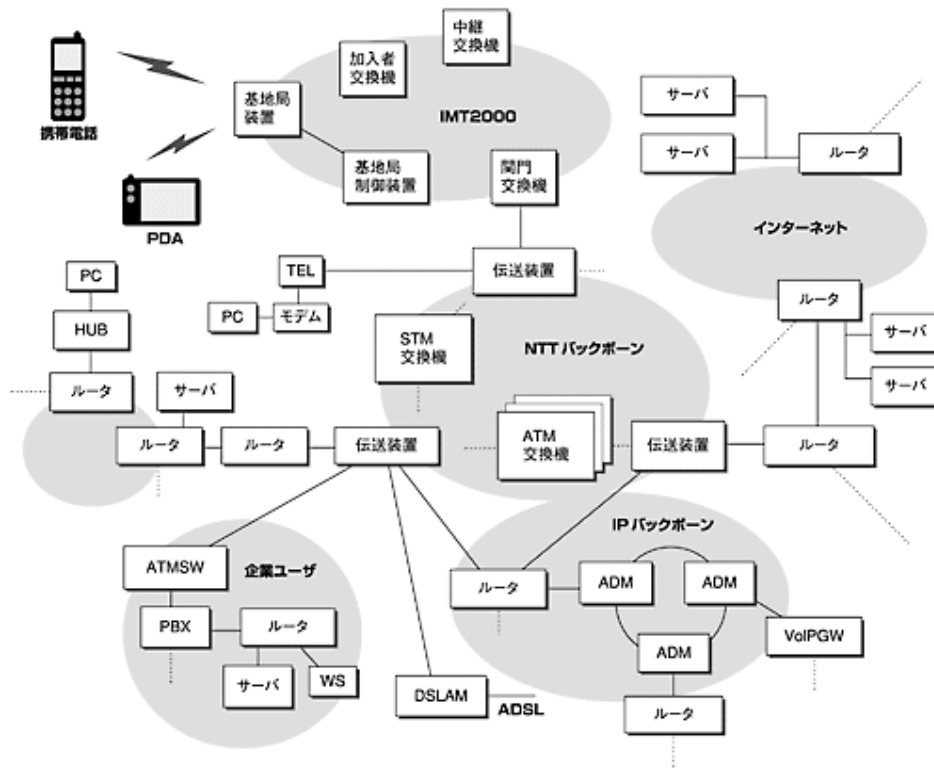 中継
交換機
加入者
交換機
基地局
装置
IMT2000
サーバ
サーバ
ルータ
携帯電話
基地局
制御装置
関門
交換機
PDA
インターネット
TEL
伝送装置
PC
PC
モデム
ルータ
HUB
STM
交換機
NTTバックボーン
サーバ
サーバ
ルータ
サーバ
ルータ
ルータ
伝送装置
ATM
交換機
伝送装置
ルータ
IPバックボーン
ATMSW
企業ユーザ
ルータ
ADM
ADM
PBX
ルータ
VoIPGW
ADM
サーバ
WS
DSLAM
ADSL
ルータ